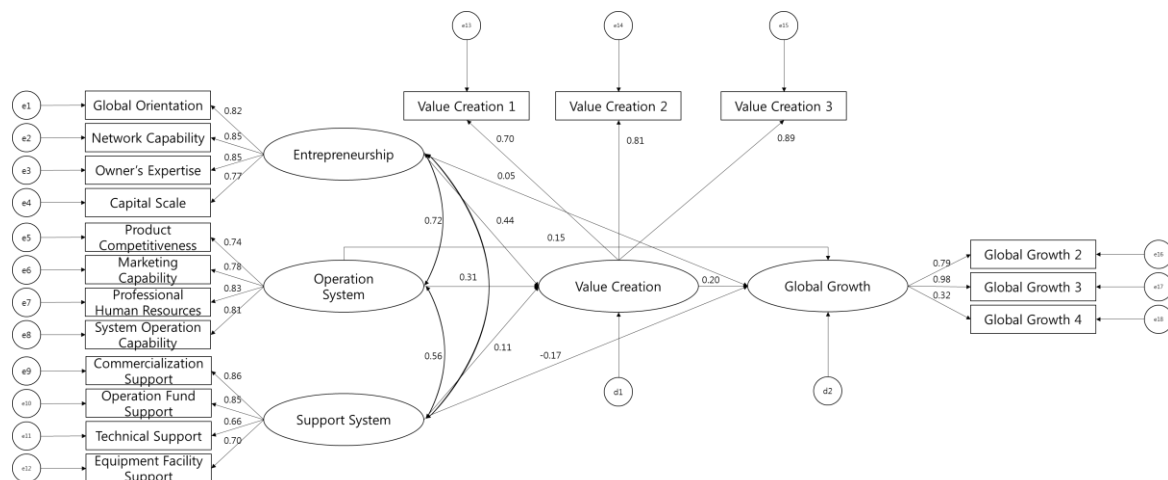 e13
e14
e15
e1
Global Orientation
Value Creation 1
Value Creation 2
Value Creation 3
0.82
e2
Network Capability
0.85
0.70
0.81
0.89
Entrepreneurship
e3
Owner's Expertise
0.85
0.77
0.05
e4
Capital Scale
e5
Product
Competitiveness
0.74
0.72
0.44
0.15
e6
Marketing
Capability
0.78
Global Growth 2
e16
0.79
Operation
System
0.31
Value Creation
0.20
Global Growth
0.98
Global Growth 3
e17
e7
Professional
Human Resources
0.83
0.32
Global Growth 4
e18
e8
System Operation
Capability
0.81
0.56
0.11
-0.17
e9
Commercialization
Support
0.86
d1
d2
e10
Operation Fund
Support
0.85
Support System
e11
Technical Support
0.66
0.70
e12
Equipment Facility
Support